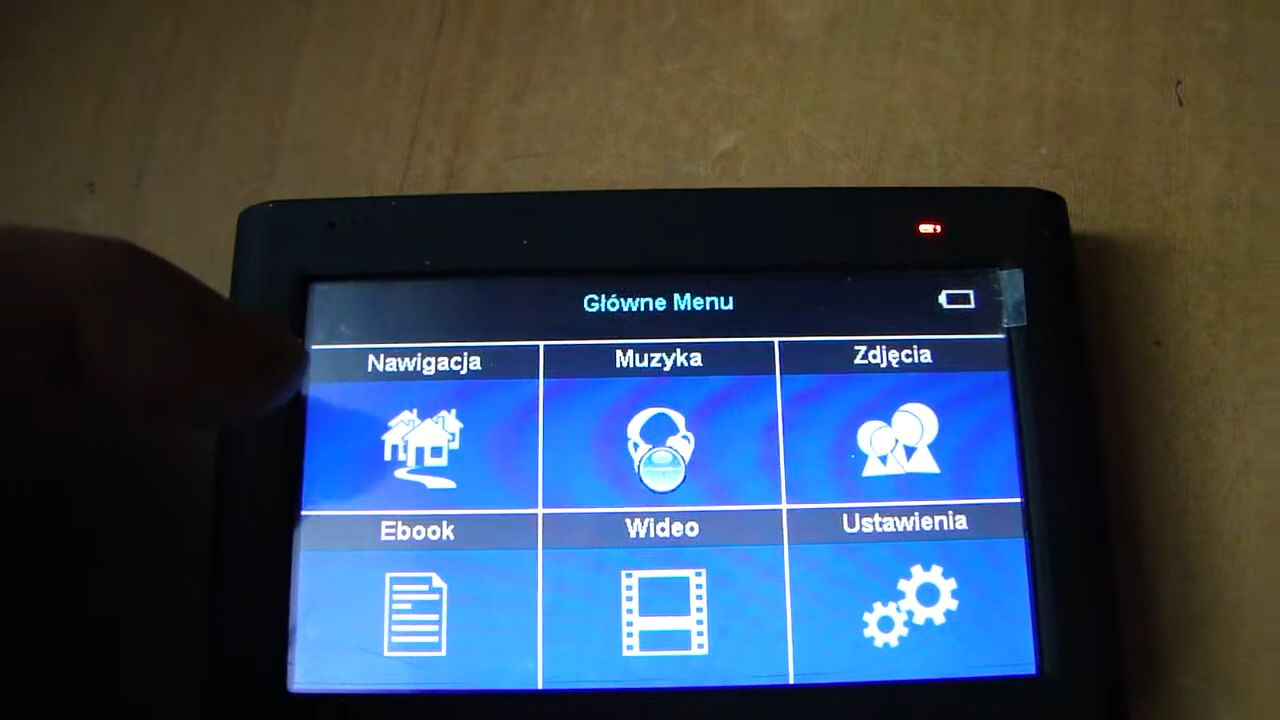 Główne Menu
Nawigacja
Muzyka
Zdjęcia
Ebook
Wideo
Ustawienia